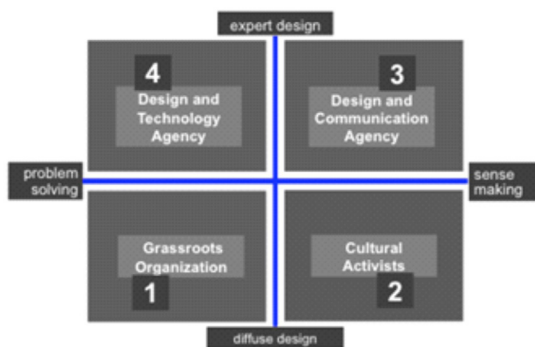 expert design
4
Design and
Technology
Agency
3
Design and
Communication
Agency
problem
solving
sense
making
Grassroots
Organization
1
Cultural
Activists
2
diffuse design